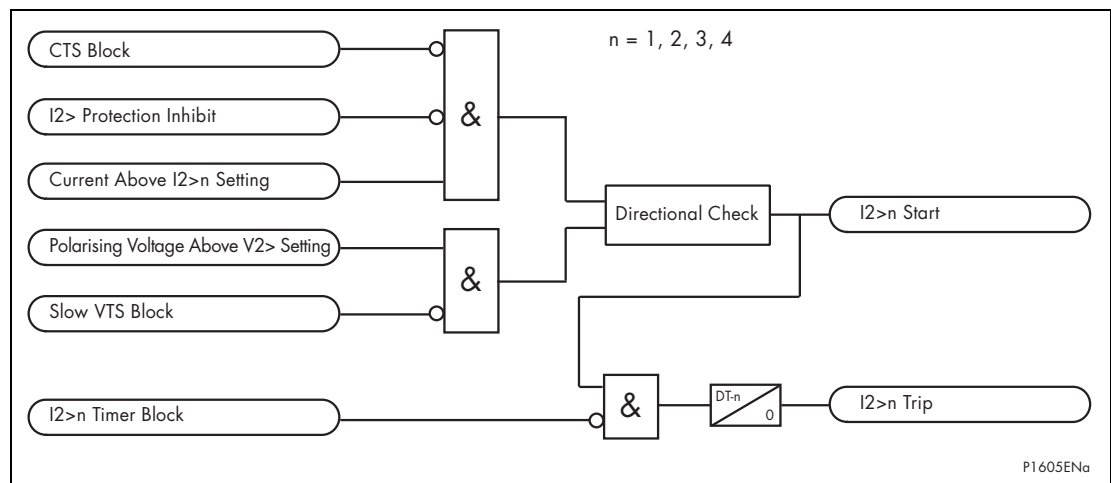 n = 1, 2, 3, 4
CTS Block
I2> Protection Inhibit
&
Current Above I2>n Setting
Directional Check
I2>n Start
Polarising Voltage Above V2> Setting
&
Slow VTS Block
I2>n Timer Block
&
DT-n
0
I2>n Trip
P1605ENa